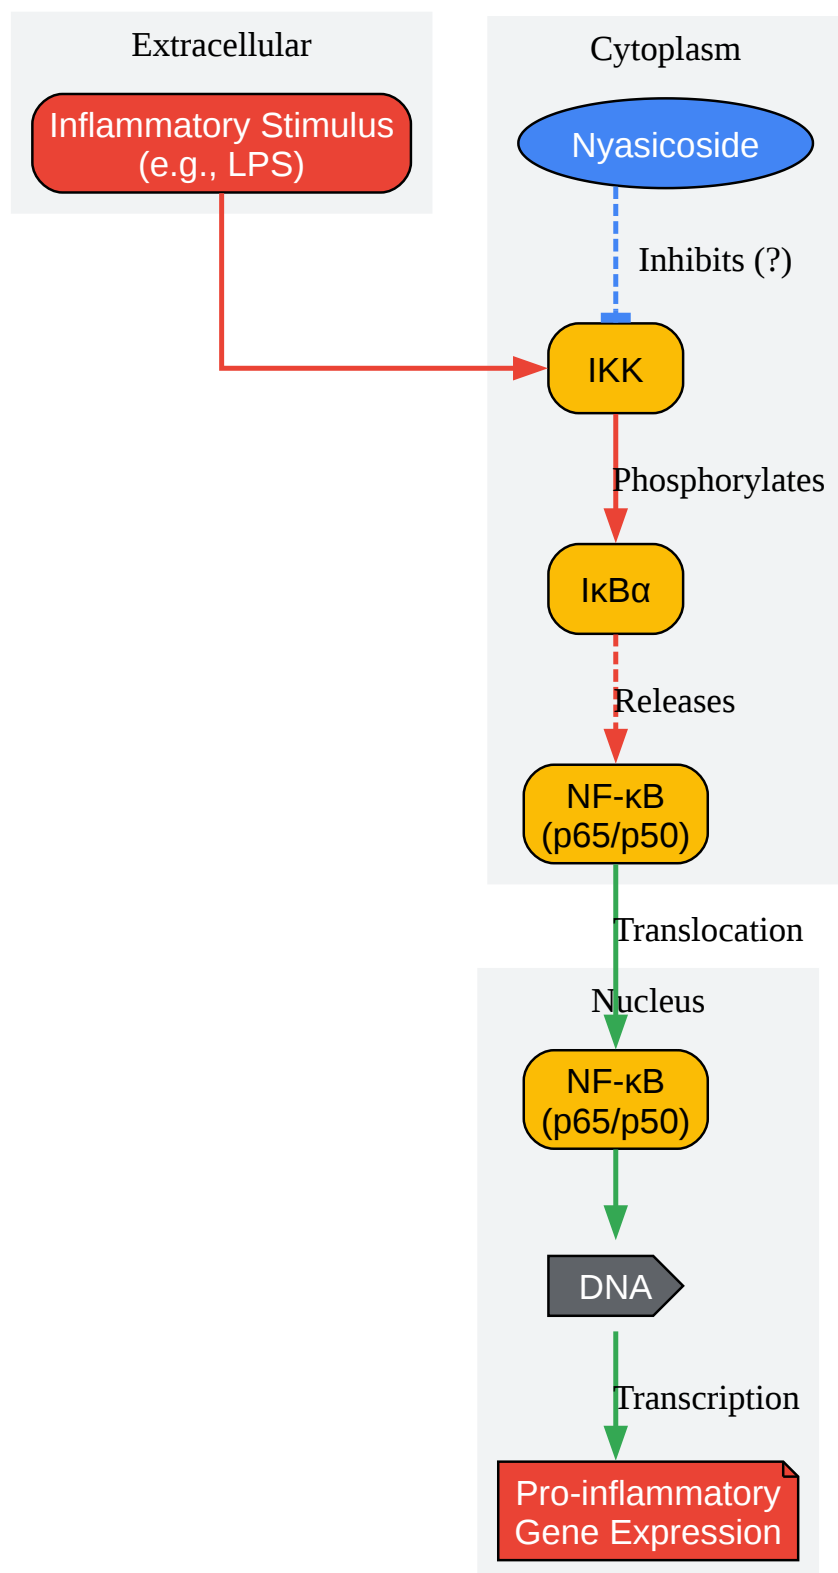 Extracellular
Inflammatory Stimulus
(e.g., LPS)
Cytoplasm
Nyasicoside
Inhibits (?)
IKK
Phosphorylates
IκBα
Releases
NF-κB
(p65/p50)
Translocation
Nucleus
NF-κB
(p65/p50)
DNA
Transcription
Pro-inflammatory
Gene Expression